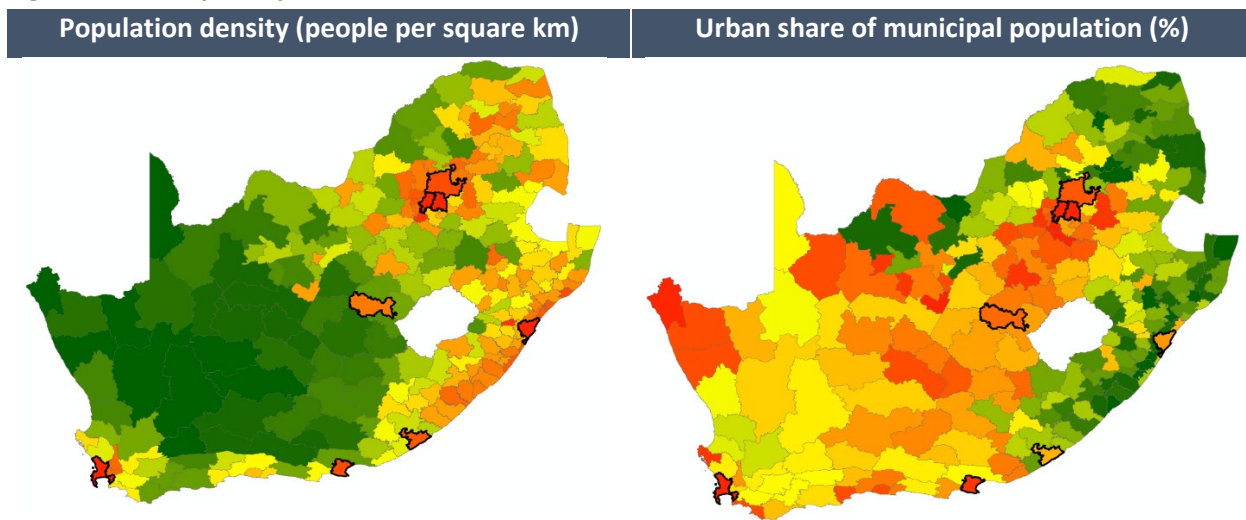 Population density (people per square km)
Urban share of municipal population (%)